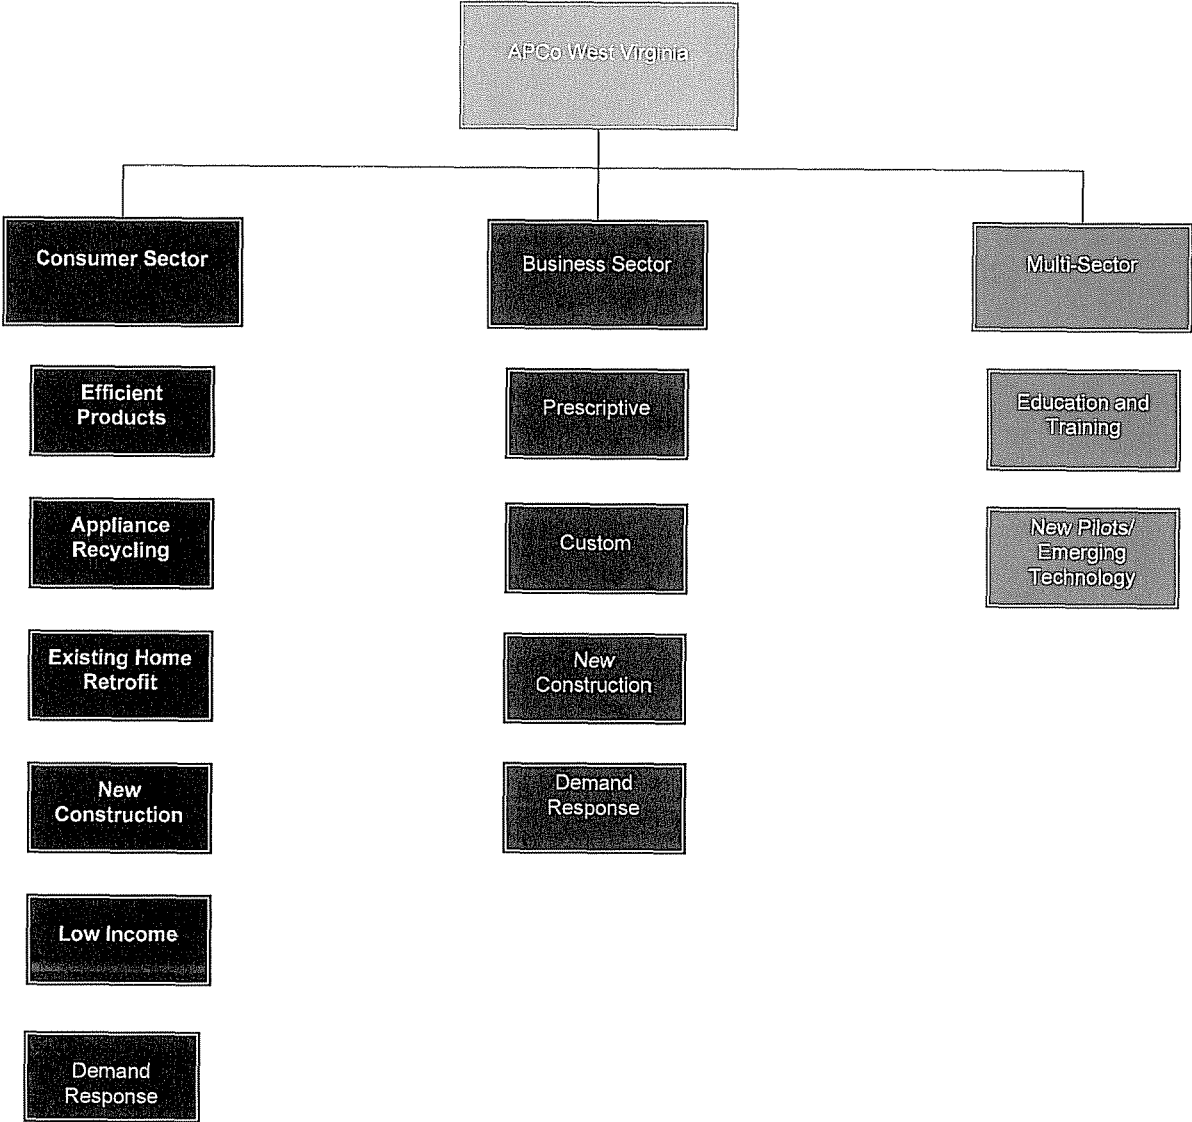 APCo West Virginia
Consumer Sector
Business Sector
Multi-Sector
Efficient
Products
Appliance
Recycling
Existing Home
Retrofit
New
Construction
Low Income
Demand
Response
Prescriptive
Custom
New
Construction
Demand
Response
Education and
Training
New Pilots/
Emerging
Technology